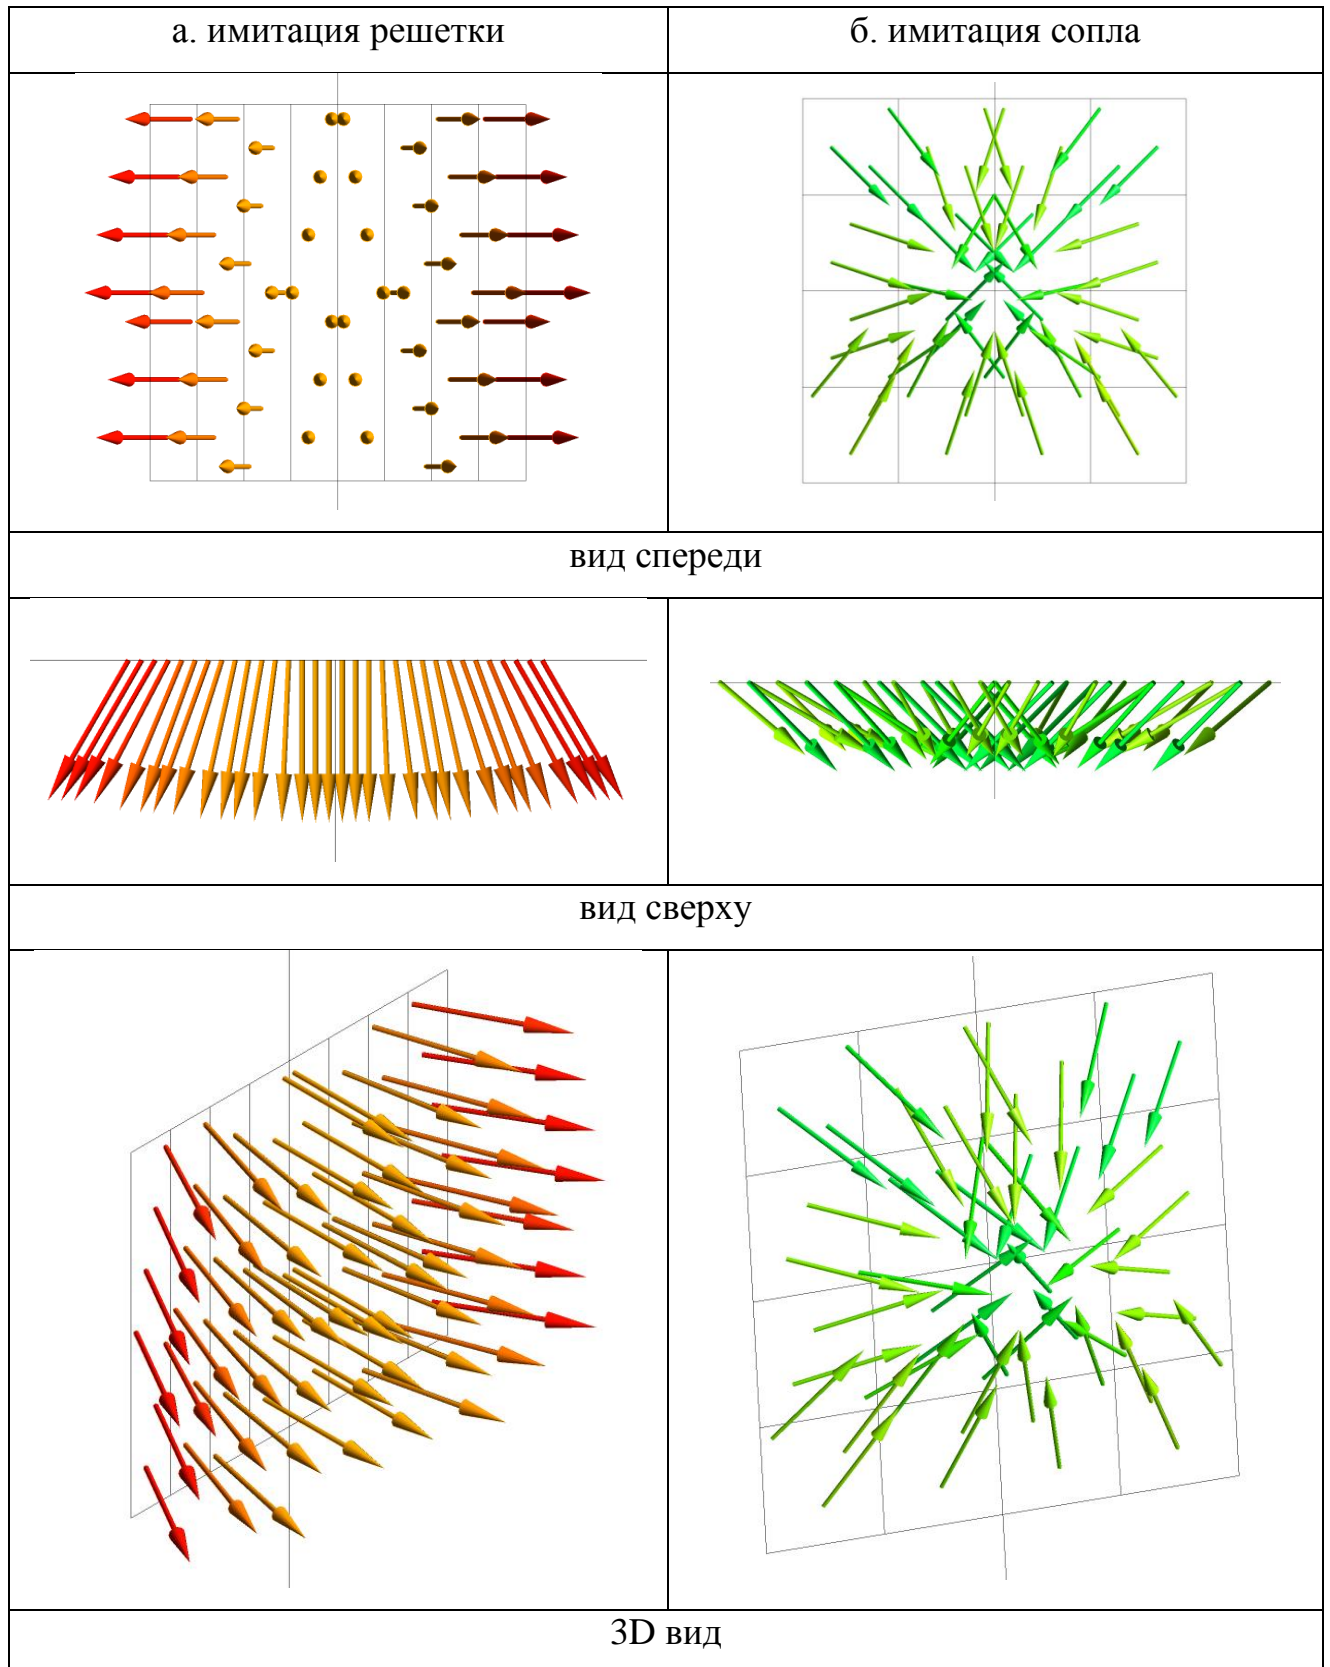 а. имитация решетки
б. имитация сопла
вид спереди
вид сверху
3D вид